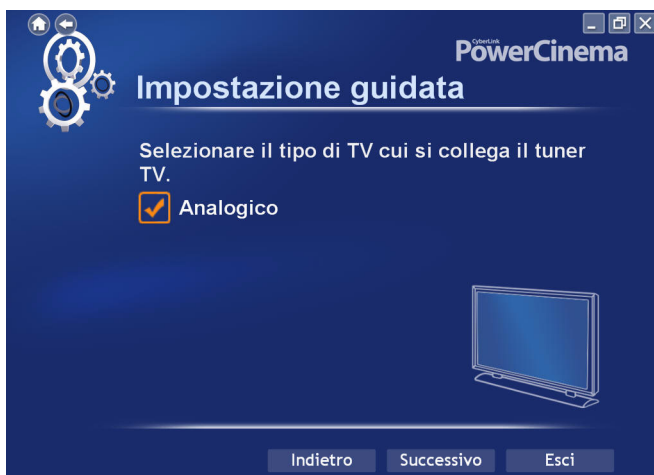 CyberLink
PowerCinema
Impostazione guidata
Selezionare il tipo di TV cui si collega il tuner
TV.
Analogico
Indietro Successivo Esci